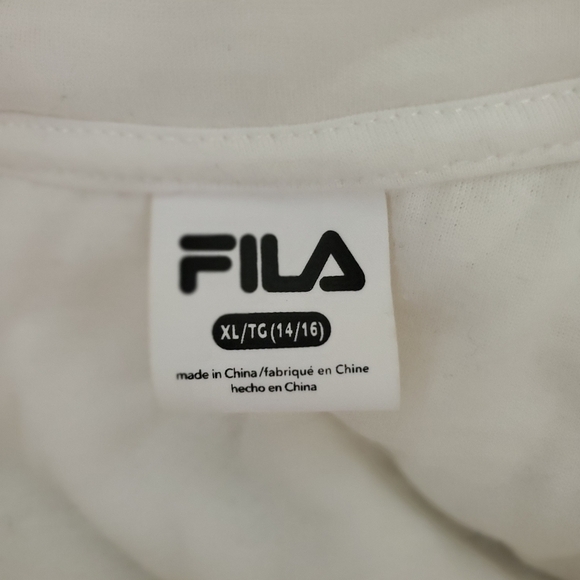 FILA
XL/TG (14/16)
made in China/fabriqué en Chine
hecho en China